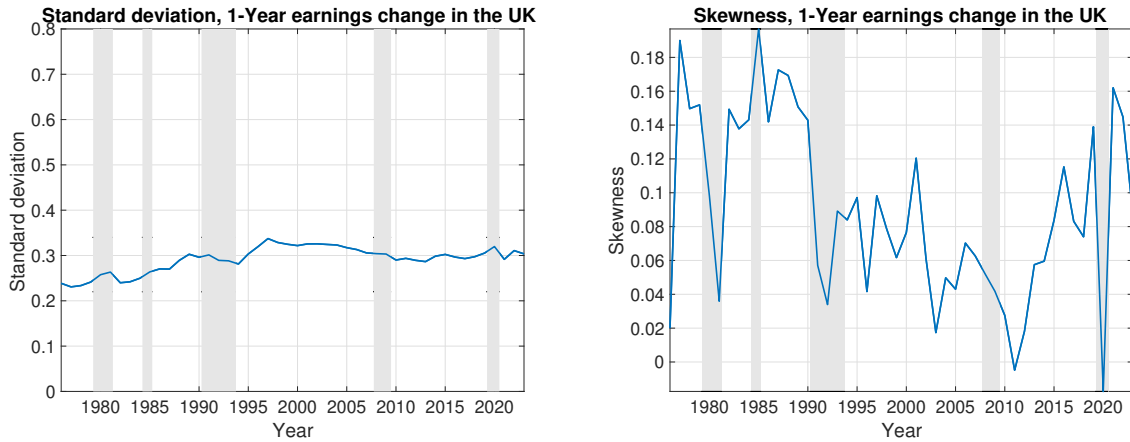 Standard deviation, 1-Year earnings change in the UK
0.8
0.7
0.6
0.5
0.4
0.3
0.2
0.1
0
Standard deviation
1980 1985 1990 1995 2000 2005 2010 2015 2020
Year
Skewness, 1-Year earnings change in the UK
0.18
0.16
0.14
0.12
0.1
0.08
0.06
0.04
0.02
0
Skewness
1980 1985 1990 1995 2000 2005 2010 2015 2020
Year